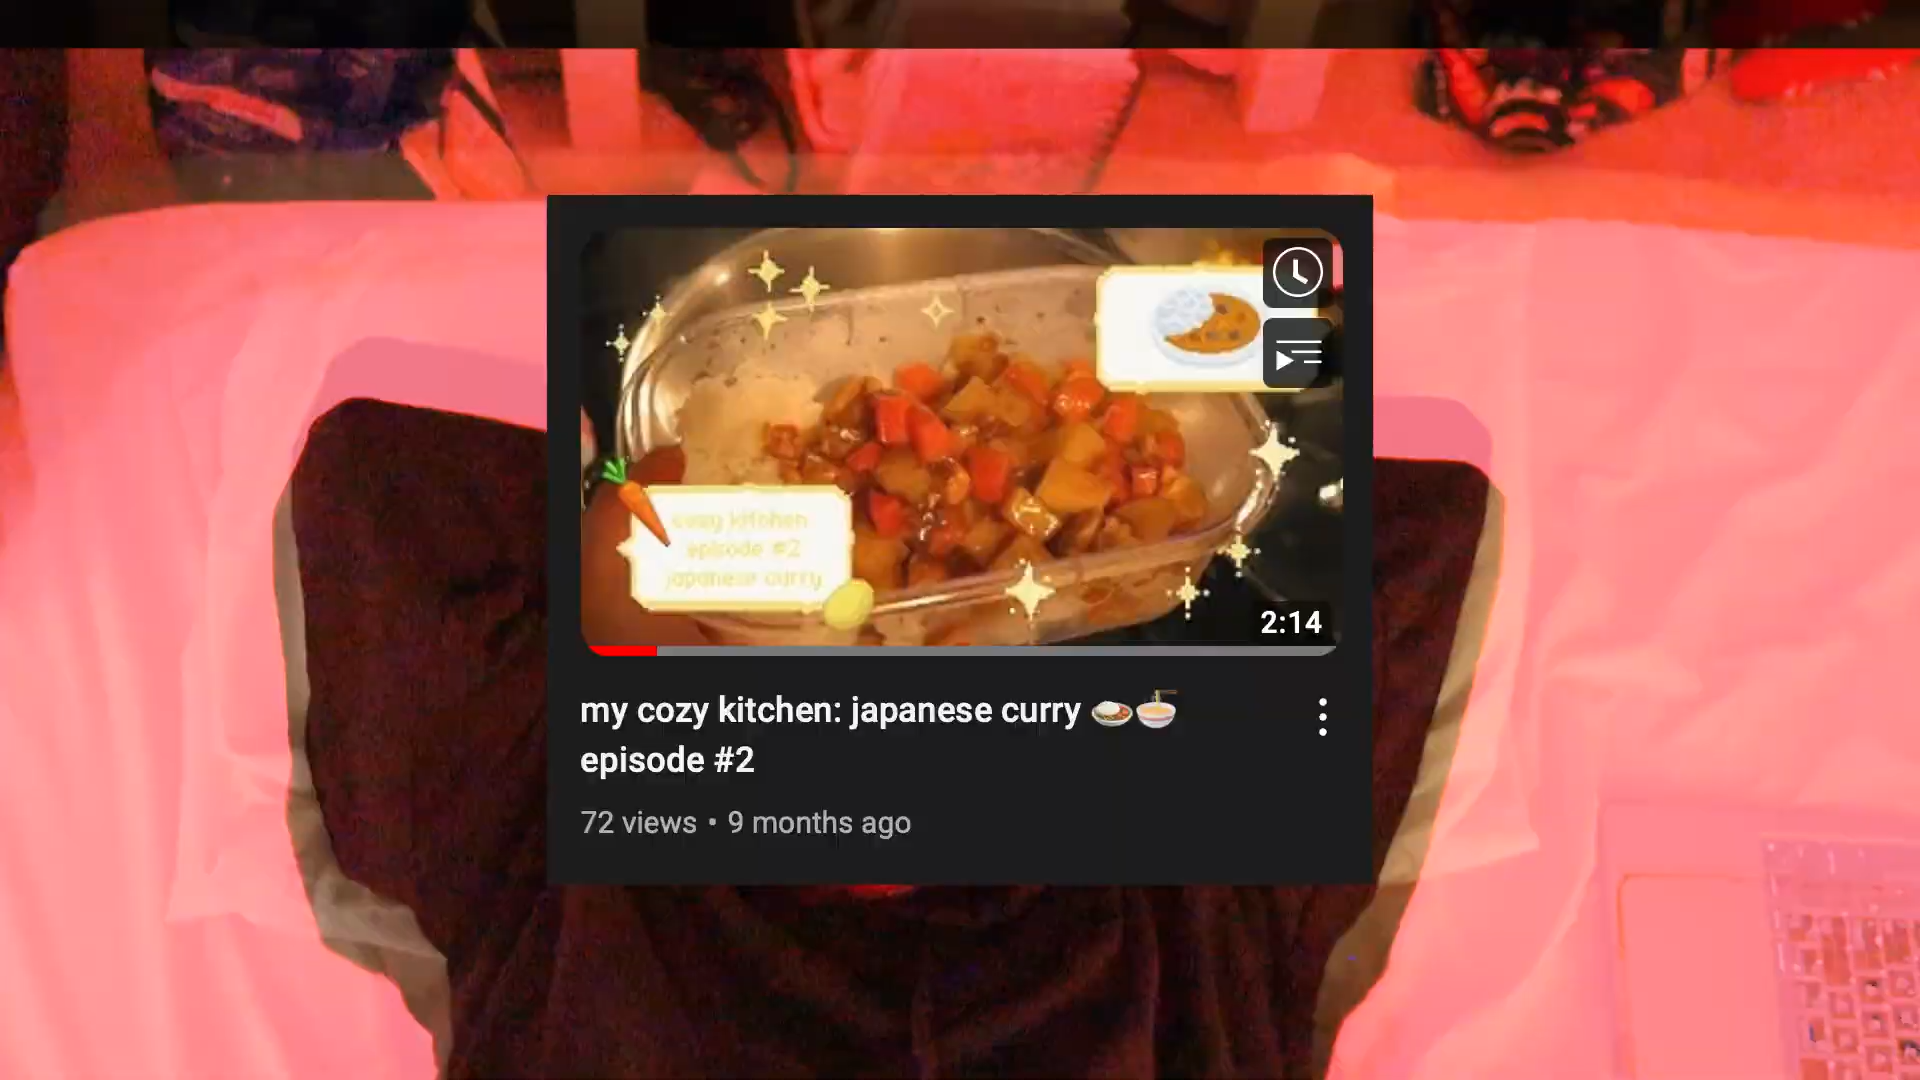 cozy kitchen
episode #2
japanese curry
2:14
my cozy kitchen: japanese curry 🍛🍜
episode #2
72 views • 9 months ago